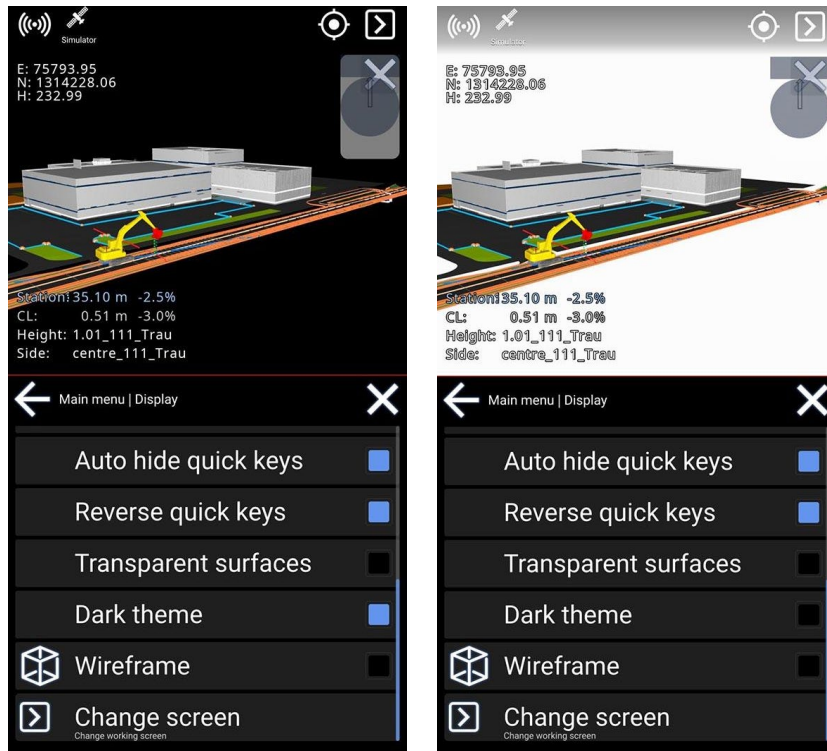 Simulator
E: 75793.95
N: 1314228.06
H: 232.99
Station: 35.10 m -2.5%
CL: 0.51 m -3.0%
Height: 1.01_111_Trau
Side: centre_111_Trau
Main menu | Display
Auto hide quick keys
Reverse quick keys
Transparent surfaces
Dark theme
Wireframe
Change screen
Change working screen
Simulator
E: 75793.95
N: 1314228.06
H: 232.99
Station: 35.10 m -2.5%
CL: 0.51 m -3.0%
Height: 1.01_111_Trau
Side: centre_111_Trau
Main menu | Display
Auto hide quick keys
Reverse quick keys
Transparent surfaces
Dark theme
Wireframe
Change screen
Change working screen